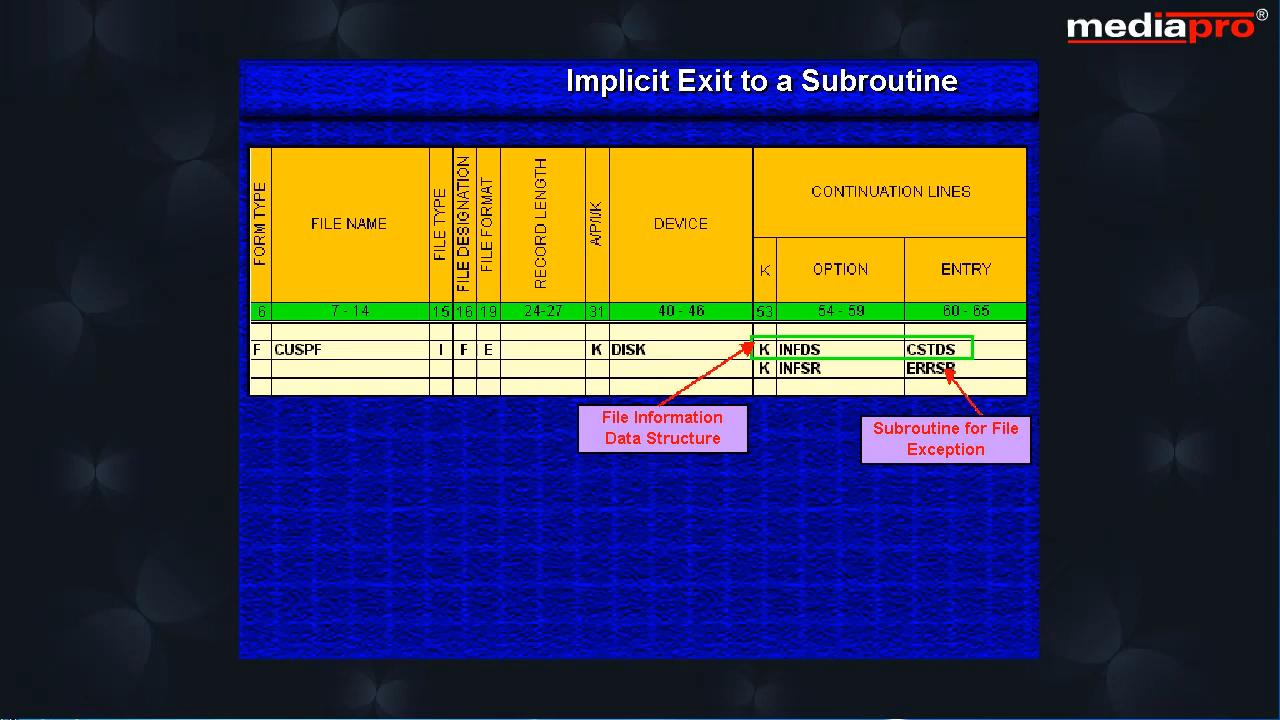 mediapro®
Implicit Exit to a Subroutine
FORM TYPE
FILE NAME
FILE TYPE
FILE DESIGNATION
FILE FORMAT
RECORD LENGTH
A/P/I/K
DEVICE
CONTINUATION LINES
K
OPTION
ENTRY
6 7 - 14 15 16 19 24-27 31 40 - 46 53 54 - 59 60 - 65
F CUSPF I F E K DISK K INFDS CSTDS
K INFSR ERRSR
File Information
Data Structure
Subroutine for File
Exception